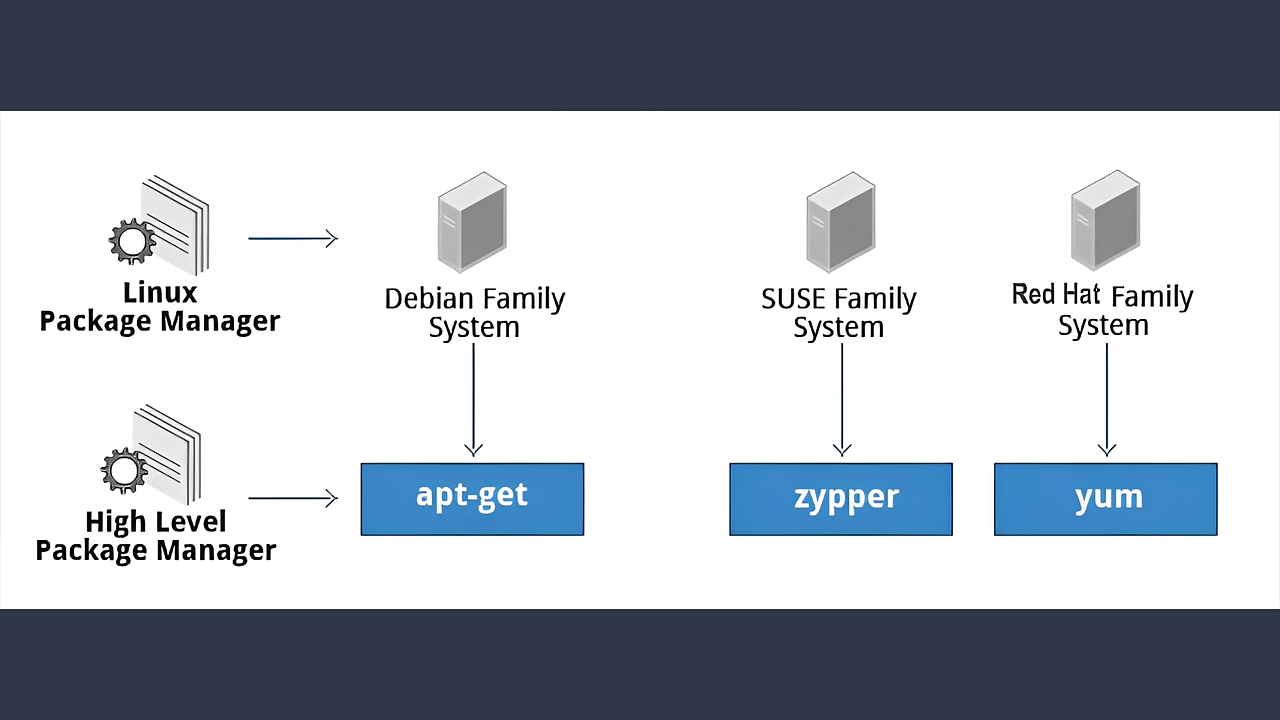 Linux
Package Manager
Debian Family
System
SUSE Family
System
Red Hat Family
System
High Level
Package Manager
apt-get
zypper
yum